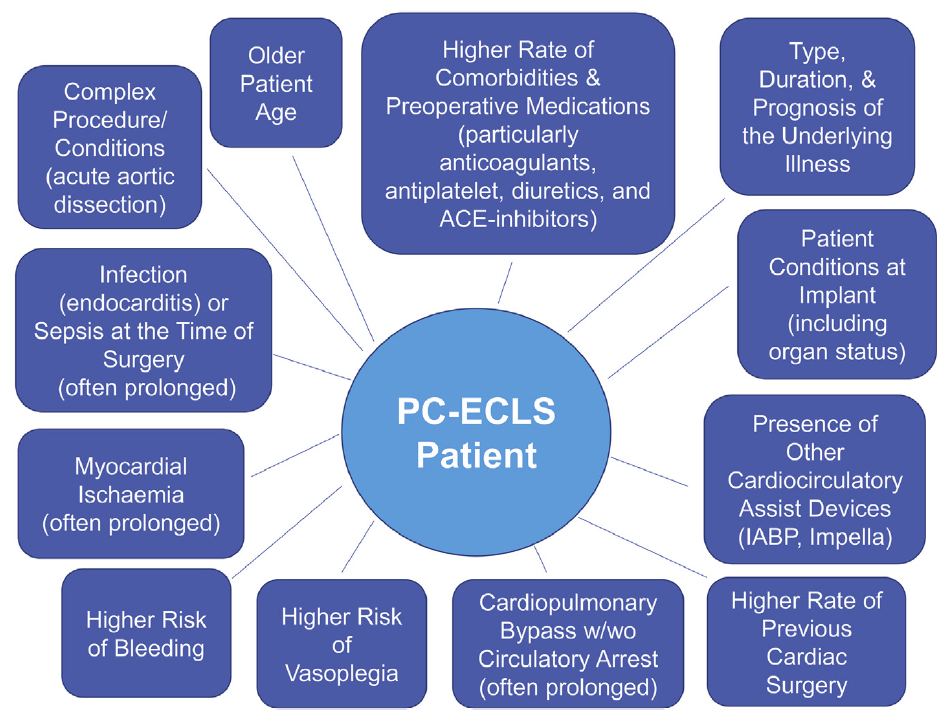 Complex
Procedure/
Conditions
(acute aortic
dissection)
Older
Patient
Age
Higher Rate of
Comorbidities &
Preoperative Medications
(particularly
anticoagulants,
antiplatelet, diuretics, and
ACE-inhibitors)
Type,
Duration, &
Prognosis of
the Underlying
Illness
Infection
(endocarditis) or
Sepsis at the Time of
Surgery
(often prolonged)
Patient
Conditions at
Implant
(including
organ status)
PC-ECLS
Patient
Myocardial
Ischaemia
(often prolonged)
Presence of
Other
Cardiocirculatory
Assist Devices
(IABP, Impella)
Higher Risk
of Bleeding
Higher Risk
of
Vasoplegia
Cardiopulmonary
Bypass w/wo
Circulatory Arrest
(often prolonged)
Higher Rate of
Previous
Cardiac
Surgery